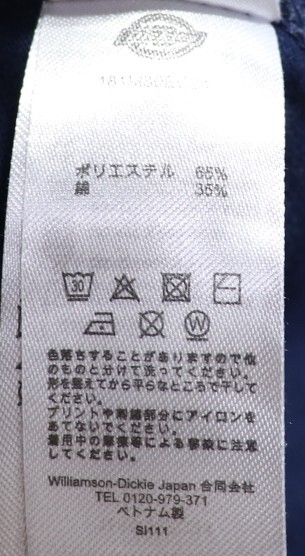 ポリエステル 65%
綿 35%
30
W
色落ちすることがありますので他
のものと分けて洗ってください。
形を整えてから平らなところで干して
ください。
プリントや刺繍部分にアイロンを
あてないでください。
着用中の摩擦等による移染に注意
してください。
Williamson-Dickie Japan 合同会社
TEL 0120-979-371
ベトナム製
SI111